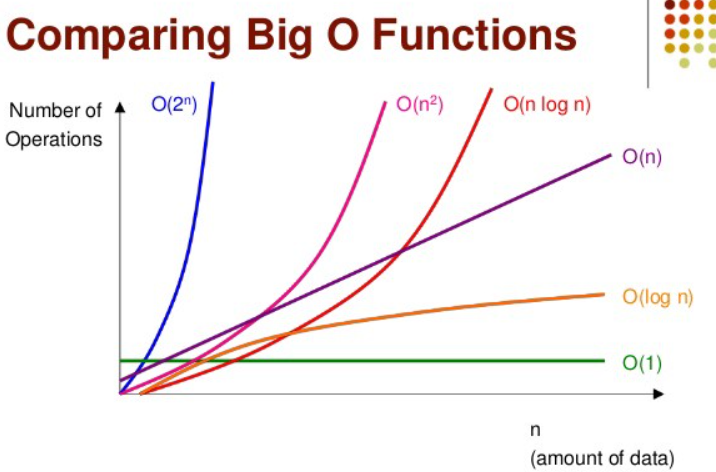 Comparing Big O Functions
Number of
Operations
O(2ⁿ)
O(n²)
O(n log n)
O(n)
O(log n)
O(1)
n
(amount of data)